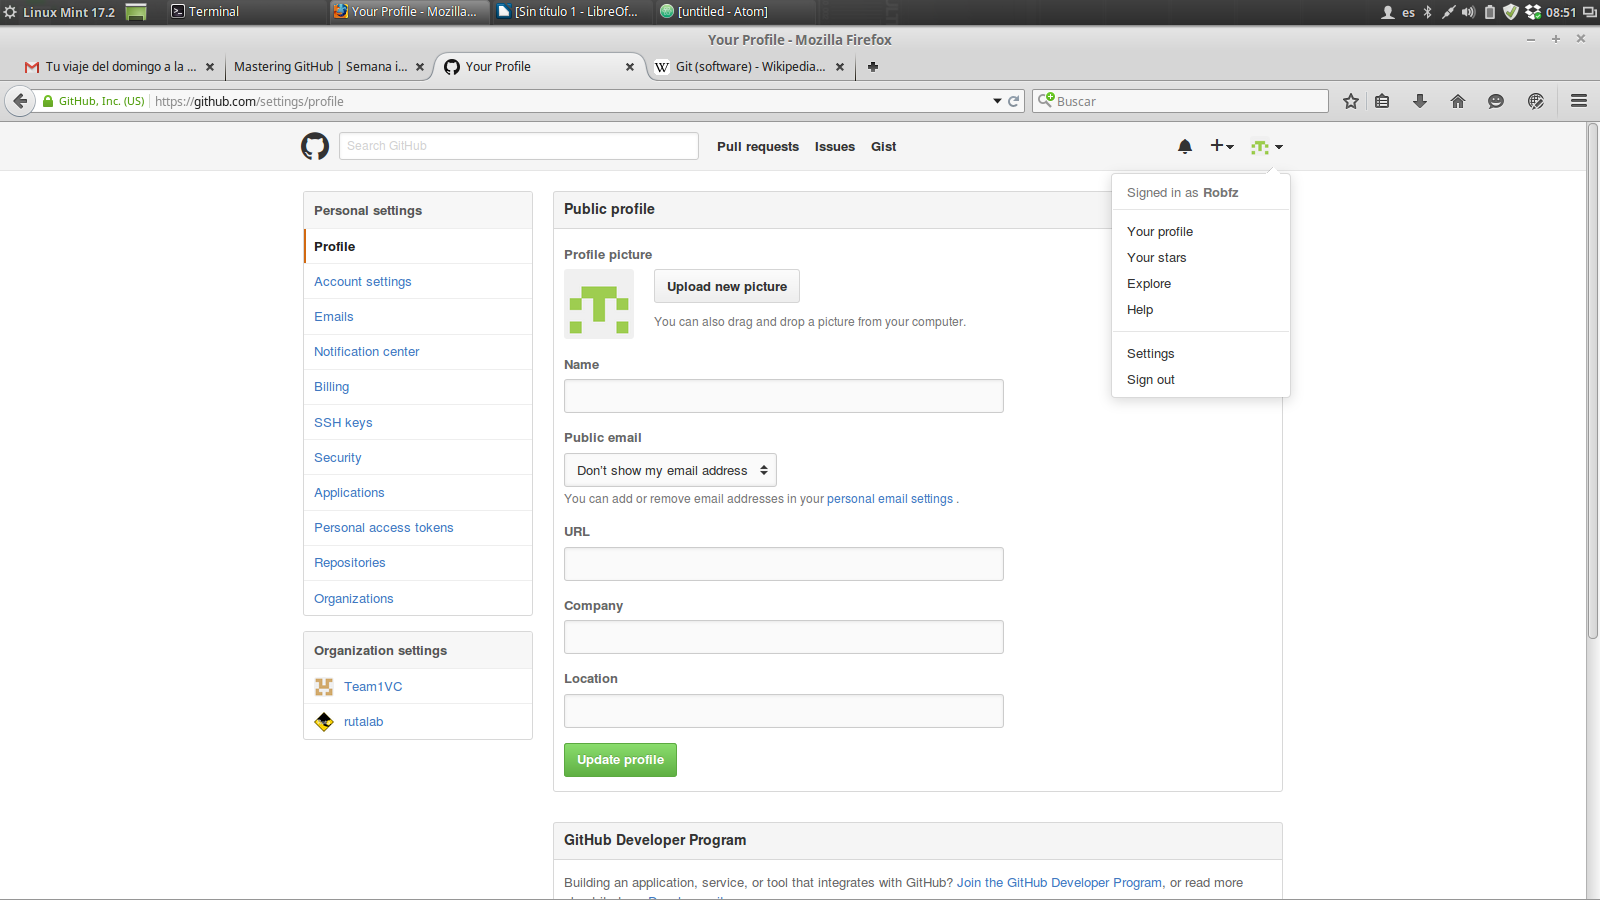 Linux Mint 17.2
Terminal
Your Profile - Mozilla...
[Sin título 1 - LibreOf...
[untitled - Atom]
es
08:51
Your Profile - Mozilla Firefox
Tu viaje del domingo a la ...
Mastering GitHub | Semana i...
Your Profile
W Git (software) - Wikipedia...
GitHub, Inc. (US)
https://github.com/settings/profile
Buscar
Search GitHub
Pull requests
Issues
Gist
Signed in as Robfz
Your profile
Your stars
Explore
Help
Settings
Sign out
Personal settings
Profile
Account settings
Emails
Notification center
Billing
SSH keys
Security
Applications
Personal access tokens
Repositories
Organizations
Organization settings
Team1VC
rutalab
Public profile
Profile picture
Upload new picture
You can also drag and drop a picture from your computer.
Name
Public email
Don't show my email address
You can add or remove email addresses in your personal email settings .
URL
Company
Location
Update profile
GitHub Developer Program
Building an application, service, or tool that integrates with GitHub? Join the GitHub Developer Program, or read more